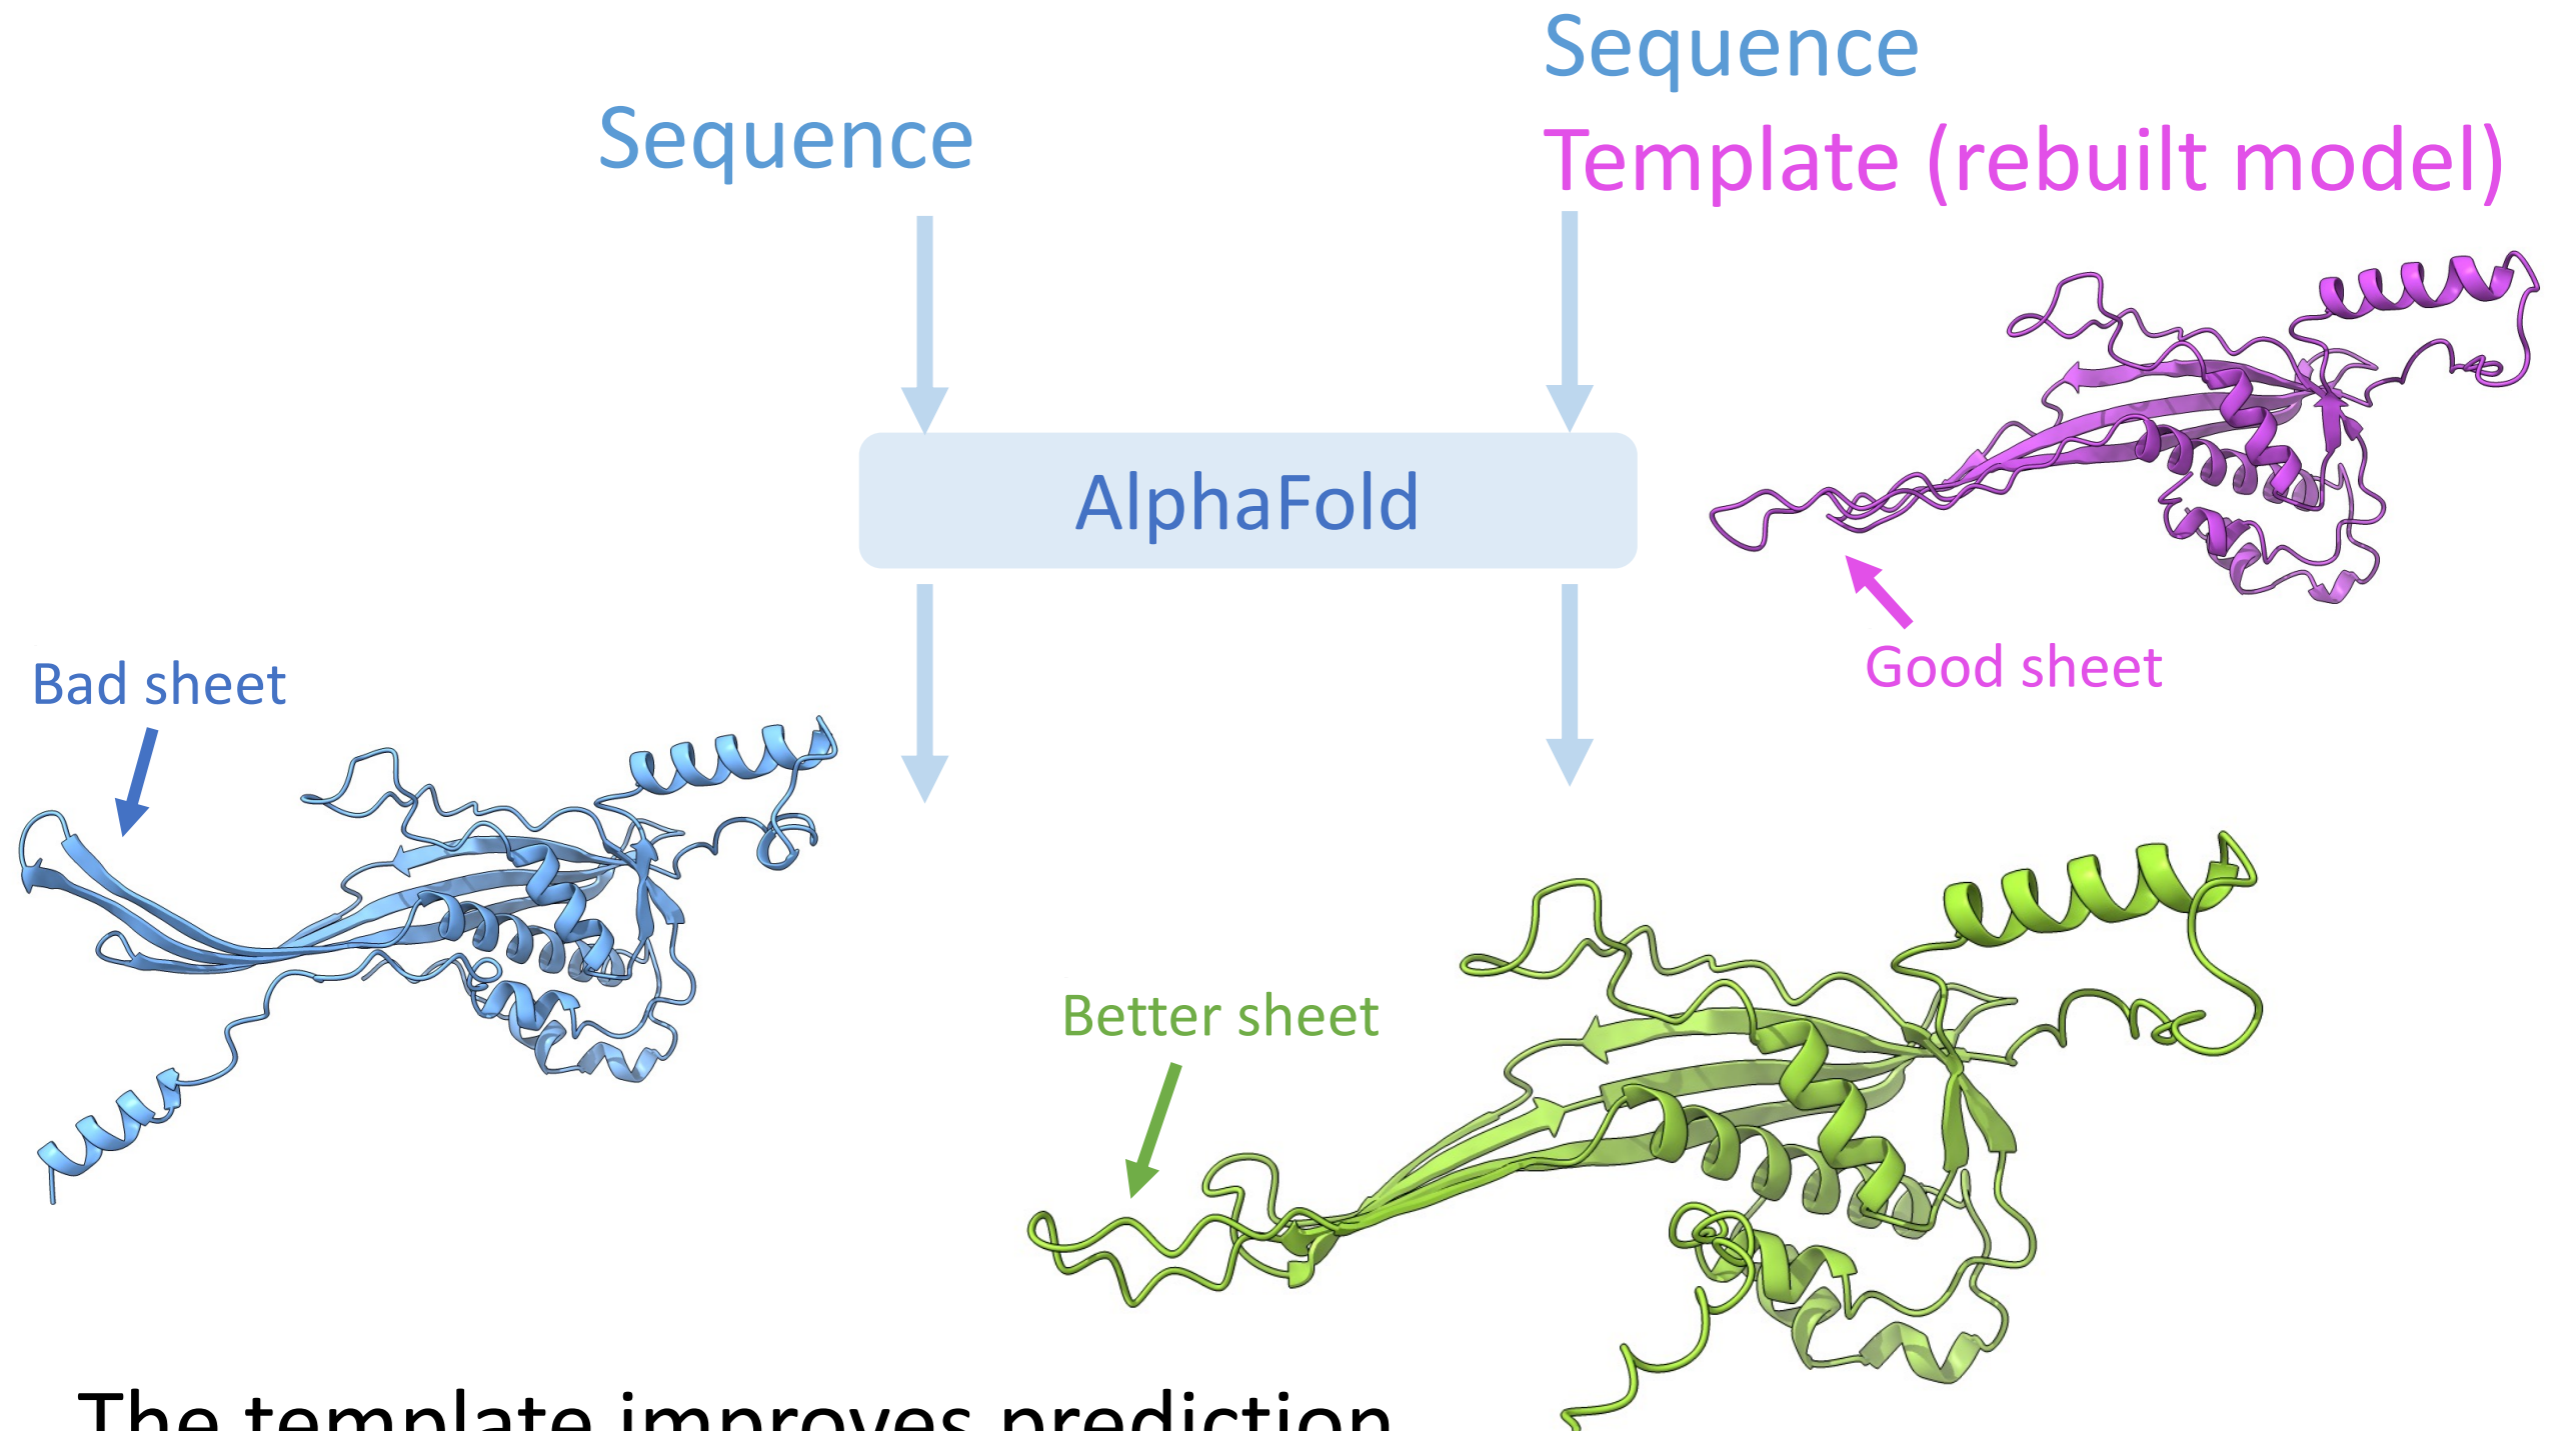 Sequence
Sequence
Template (rebuilt model)
AlphaFold
Good sheet
Bad sheet
Better sheet
The template improves prediction